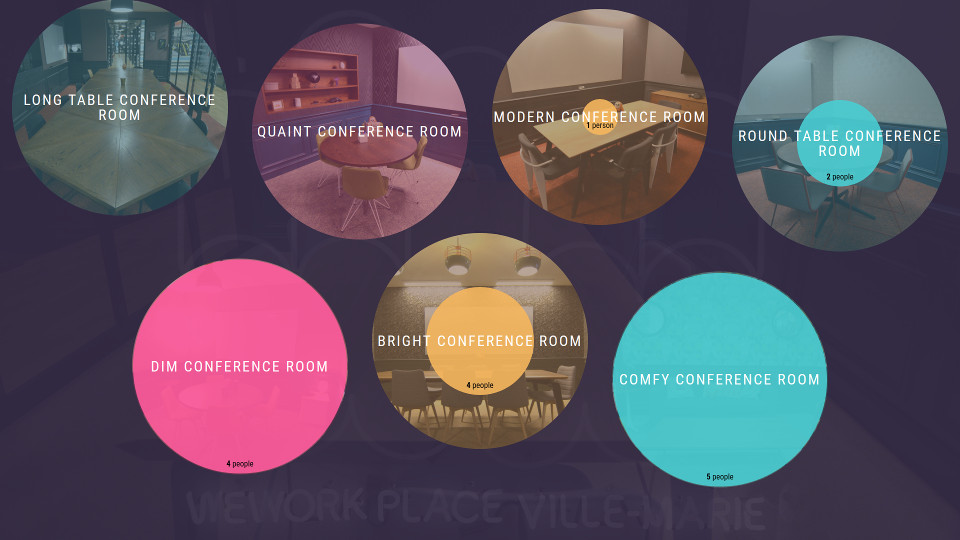 LONG TABLE CONFERENCE
ROOM
QUAINT CONFERENCE ROOM
MODERN CONFERENCE ROOM
1 person
ROUND TABLE CONFERENCE
ROOM
2 people
DIM CONFERENCE ROOM
4 people
BRIGHT CONFERENCE ROOM
4 people
COMFY CONFERENCE ROOM
5 people
WEWORK PLACE VILLE-MARIE